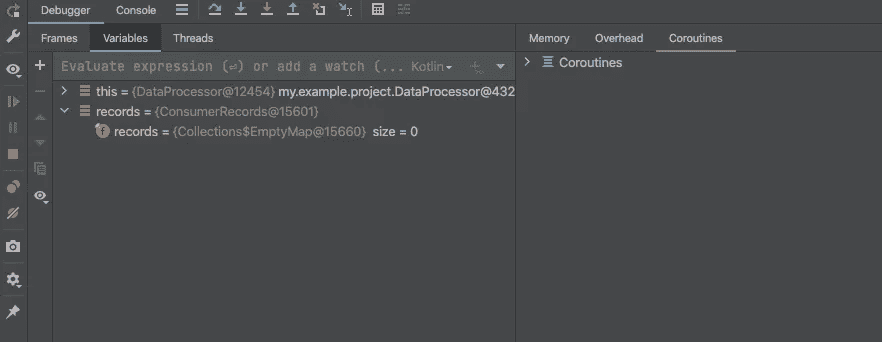 Debugger Console
Frames Variables Threads
Memory Overhead Coroutines
Evaluate expression (⏎) or add a watch (... Kotlin
this = {DataProcessor@12454} my.example.project.DataProcessor@432
Coroutines
records = {ConsumerRecords@15601}
f records = {Collections$EmptyMap@15660} size = 0